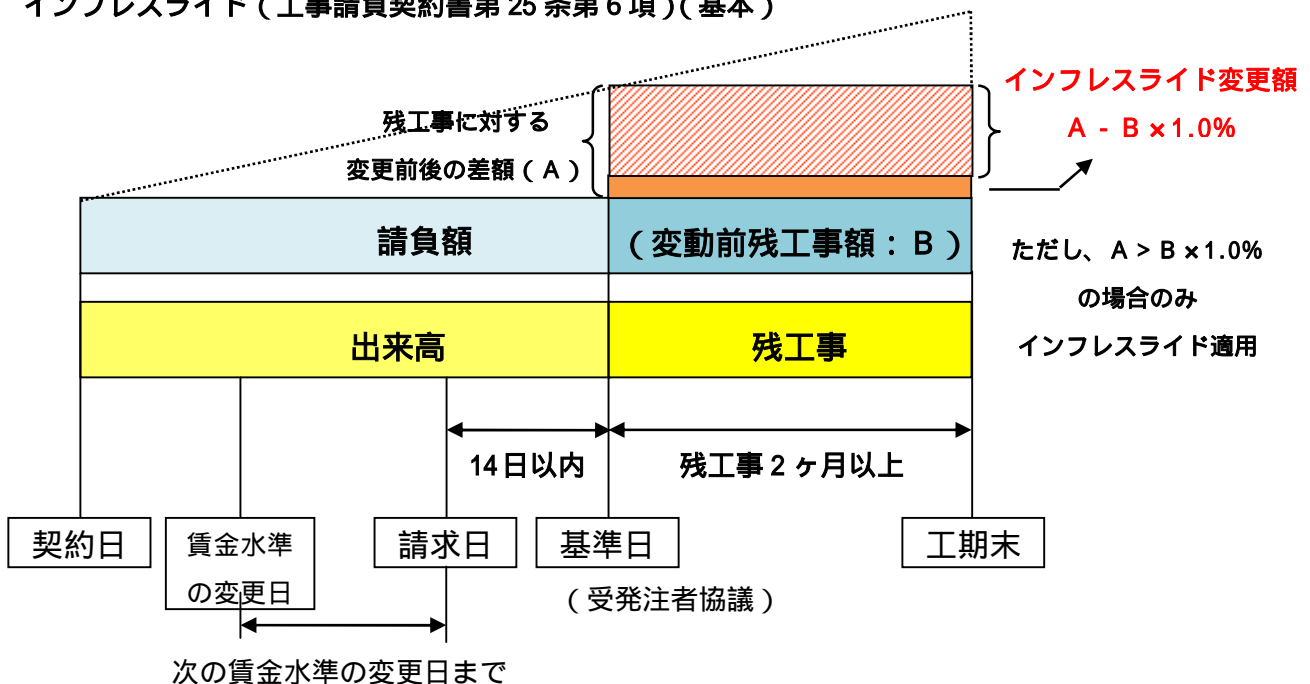 インフレスライド（工事請負契約書第25条第6項）（基本）
インフレスライド変更額
A - B×1.0%
残工事に対する
変更前後の差額（A）
請負額
（変動前残工事額：B）
ただし、A>B×1.0%
の場合のみ
インフレスライド適用
出来高
残工事
14日以内
残工事2ヶ月以上
契約日
賃金水準
の変更日
請求日
基準日
工期末
（受発注者協議）
次の賃金水準の変更日まで